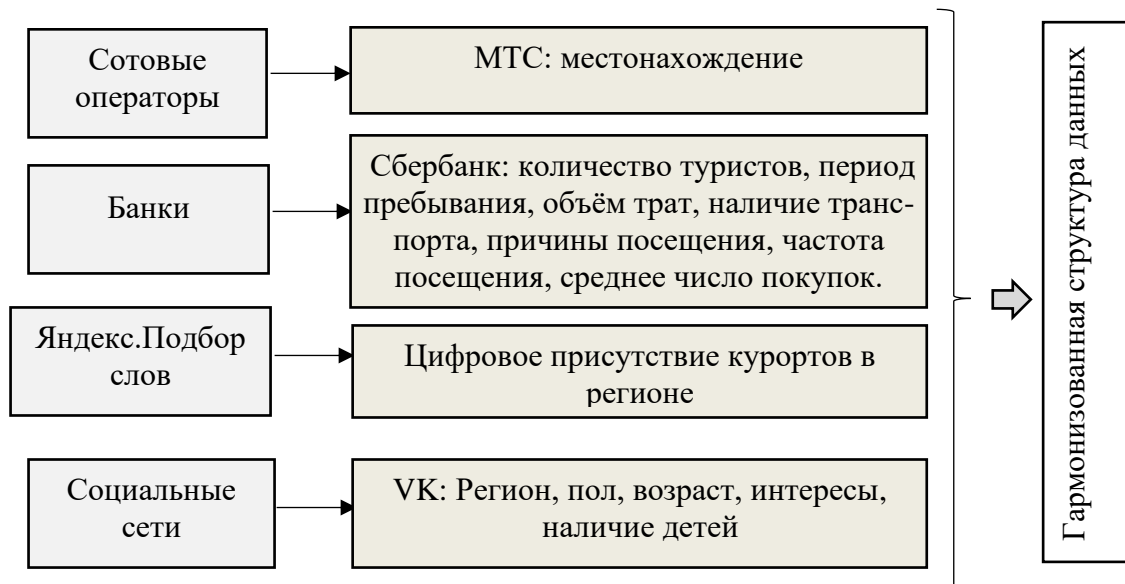 Сотовые
операторы
МТС: местонахождение
Банки
Сбербанк: количество туристов, период
пребывания, объём трат, наличие транс-
порта, причины посещения, частота
посещения, среднее число покупок.
Яндекс.Подбор
слов
Цифровое присутствие курортов в
регионе
Социальные
сети
VK: Регион, пол, возраст, интересы,
наличие детей
Гармонизованная структура данных